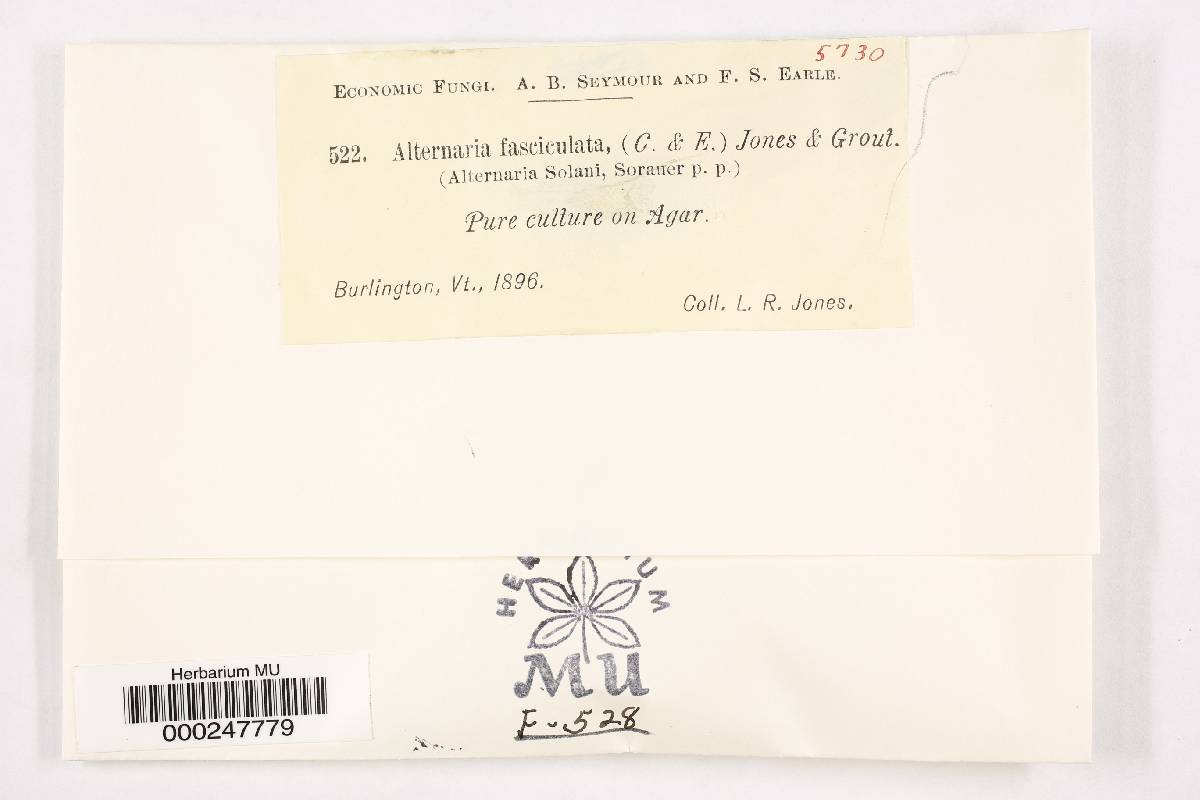 5730
Economic Fungi. A. B. Seymour and F. S. Earle.
522. Alternaria fasciculata, (C. & E.) Jones & Grout.
(Alternaria Solani, Sorauer p. p.)
Pure culture on Agar.
Burlington, Vt., 1896.
Coll. L. R. Jones.
MU
F-528
Herbarium MU
000247779